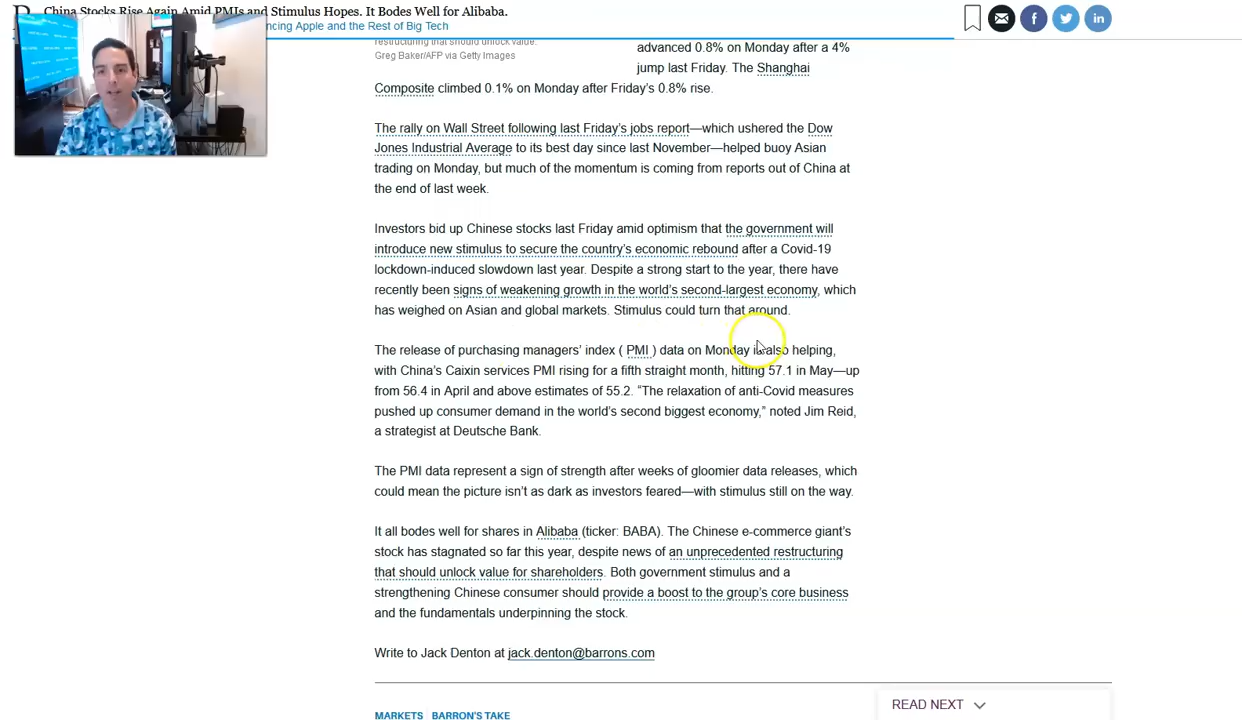 China Stocks Rise Again Amid PMIs and Stimulus Hopes. It Bodes Well for Alibaba.
ncing Apple and the Rest of Big Tech
restructuring that should unlock value.
Greg Baker/AFP via Getty Images
advanced 0.8% on Monday after a 4%
jump last Friday. The Shanghai
Composite climbed 0.1% on Monday after Friday's 0.8% rise.
The rally on Wall Street following last Friday's jobs report—which ushered the Dow
Jones Industrial Average to its best day since last November—helped buoy Asian
trading on Monday, but much of the momentum is coming from reports out of China at
the end of last week.
Investors bid up Chinese stocks last Friday amid optimism that the government will
introduce new stimulus to secure the country's economic rebound after a Covid-19
lockdown-induced slowdown last year. Despite a strong start to the year, there have
recently been signs of weakening growth in the world's second-largest economy, which
has weighed on Asian and global markets. Stimulus could turn that around.
The release of purchasing managers' index ( PMI ) data on Monday is also helping,
with China's Caixin services PMI rising for a fifth straight month, hitting 57.1 in May—up
from 56.4 in April and above estimates of 55.2. “The relaxation of anti-Covid measures
pushed up consumer demand in the world's second biggest economy,” noted Jim Reid,
a strategist at Deutsche Bank.
The PMI data represent a sign of strength after weeks of gloomier data releases, which
could mean the picture isn't as dark as investors feared—with stimulus still on the way.
It all bodes well for shares in Alibaba (ticker: BABA). The Chinese e-commerce giant's
stock has stagnated so far this year, despite news of an unprecedented restructuring
that should unlock value for shareholders. Both government stimulus and a
strengthening Chinese consumer should provide a boost to the group's core business
and the fundamentals underpinning the stock.
Write to Jack Denton at jack.denton@barrons.com
READ NEXT
MARKETS BARRON'S TAKE